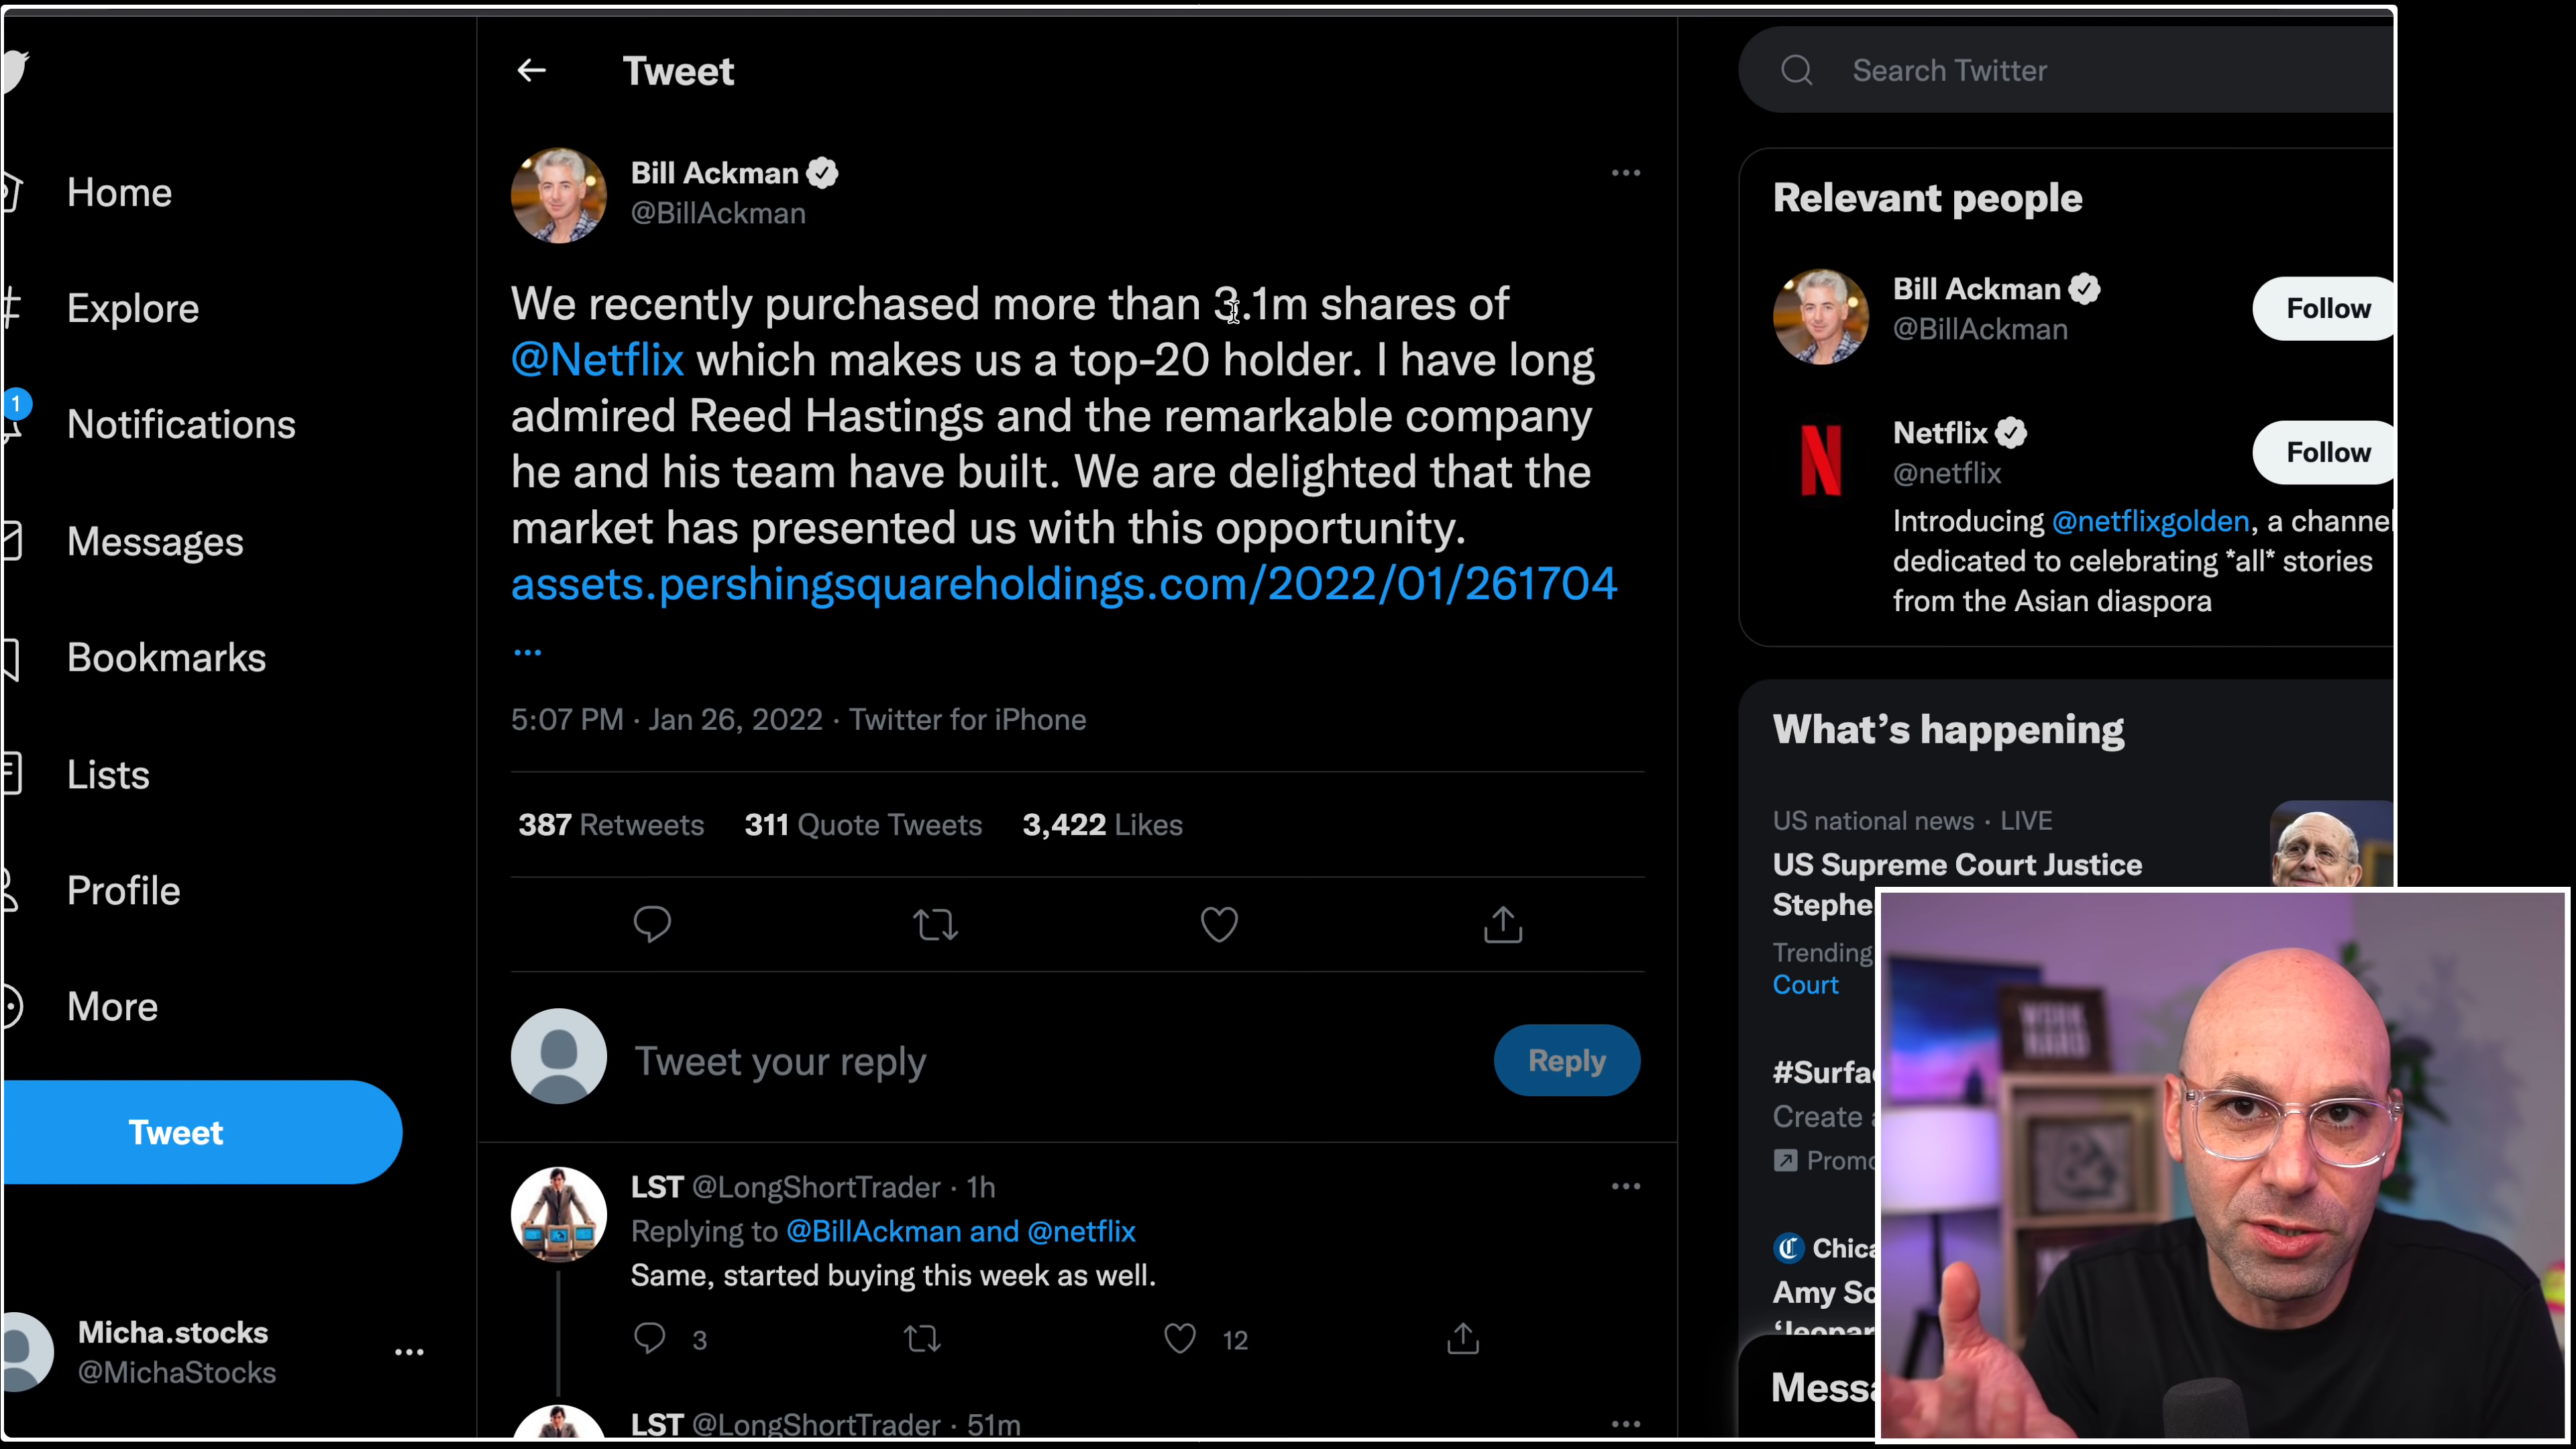 Tweet
Search Twitter
Home
Explore
1
Notifications
Messages
Bookmarks
Lists
Profile
More
Tweet
Micha.stocks
@MichaStocks
Bill Ackman
@BillAckman
We recently purchased more than 3.1m shares of
@Netflix which makes us a top-20 holder. I have long
admired Reed Hastings and the remarkable company
he and his team have built. We are delighted that the
market has presented us with this opportunity.
assets.pershingsquareholdings.com/2022/01/261704
...
5:07 PM · Jan 26, 2022 · Twitter for iPhone
387 Retweets 311 Quote Tweets 3,422 Likes
Tweet your reply
Reply
LST @LongShortTrader · 1h
Replying to @BillAckman and @netflix
Same, started buying this week as well.
3 12
LST @LongShortTrader · 51m
Relevant people
Bill Ackman
@BillAckman
Follow
Netflix
@netflix
Follow
N
Introducing @netflixgolden, a channel
dedicated to celebrating *all* stories
from the Asian diaspora
What's happening
US national news · LIVE
US Supreme Court Justice
Stephe
Trending
Court
#Surfa
Create a
Promo
Chica
Amy Sc
'leopar
Messa
WORK
HARD